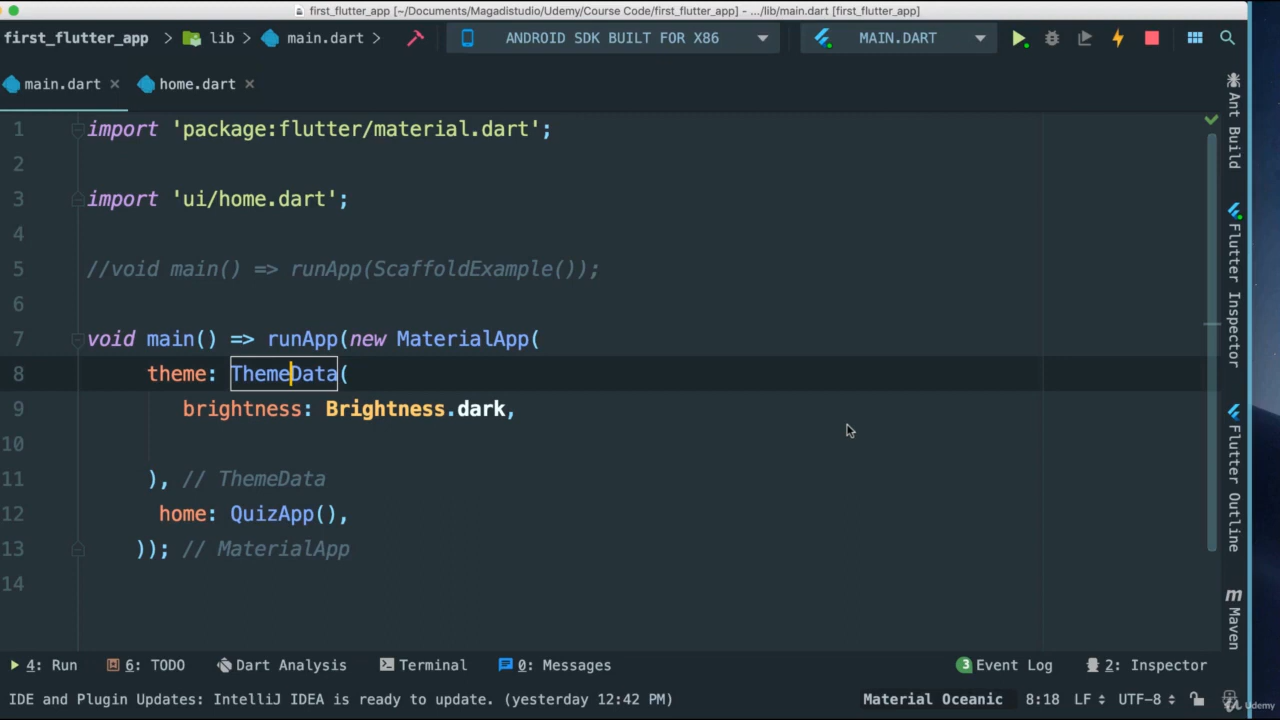 first_flutter_app [~/Documents/Magadistudio/Udemy/Course Code/first_flutter_app] - .../lib/main.dart [first_flutter_app]
first_flutter_app > lib > main.dart > ANDROID SDK BUILT FOR X86 MAIN.DART
main.dart × home.dart ×
1 import 'package:flutter/material.dart';
2
3 import 'ui/home.dart';
4
5 //void main() => runApp(ScaffoldExample());
6
7 void main() => runApp(new MaterialApp(
8 theme: ThemeData(
9 brightness: Brightness.dark,
10
11 ), // ThemeData
12 home: QuizApp(),
13 )); // MaterialApp
14
Ant Build
Flutter Inspector
Flutter Outline
m Maven
4: Run 6: TODO Dart Analysis Terminal 0: Messages 3 Event Log 2: Inspector
IDE and Plugin Updates: IntelliJ IDEA is ready to update. (yesterday 12:42 PM) Material Oceanic 8:18 LF UTF-8
Udemy